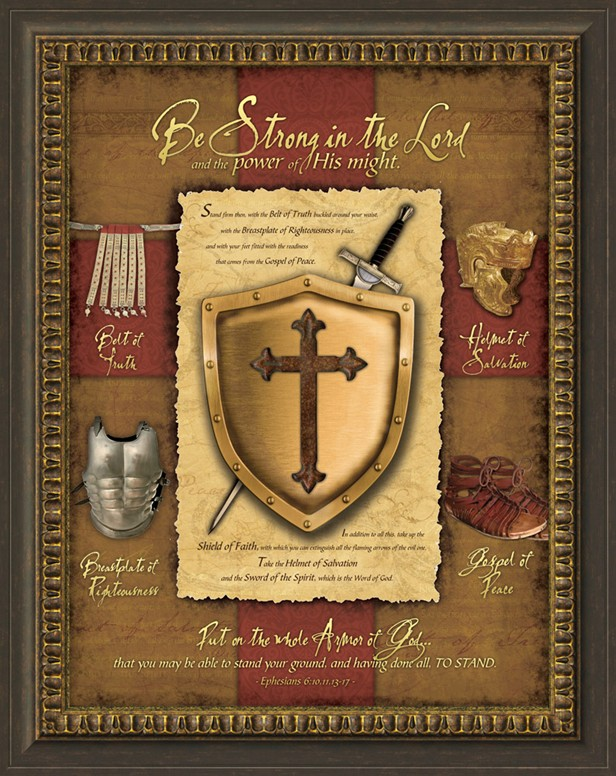 Be Strong in the Lord
and the power of His might.
Stand firm then, with the Belt of Truth buckled around your waist
with the Breastplate of Righteousness in place,
and with your feet fitted with the readiness
that comes from the Gospel of Peace.
Belt of
Truth
Helmet of
Salvation
Breastplate of
Righteousness
Gospel of
Peace
In addition to all this, take up the
Shield of Faith, with which you can extinguish all the flaming arrows of the evil one.
Take the Helmet of Salvation
and the Sword of the Spirit, which is the Word of God.
Put on the whole Armor of God...
that you may be able to stand your ground, and having done all, TO STAND.
- Ephesians 6:10,11,13-17 -